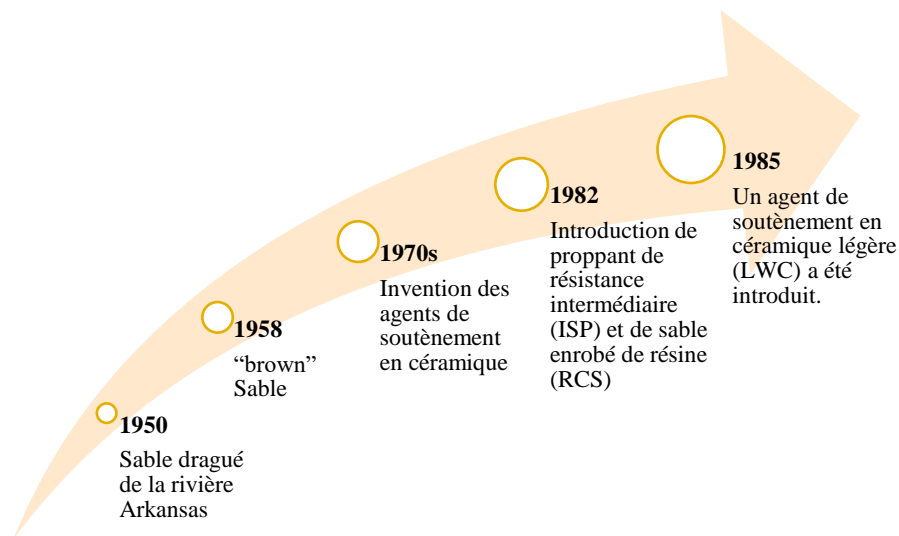 1950
Sable dragué
de la rivière
Arkansas
1958
“brown”
Sable
1970s
Invention des
agents de
soutènement
en céramique
1982
Introduction de
proppant de
résistance
intermédiaire
(ISP) et de sable
enrobé de résine
(RCS)
1985
Un agent de
soutènement en
céramique légère
(LWC) a été
introduit.